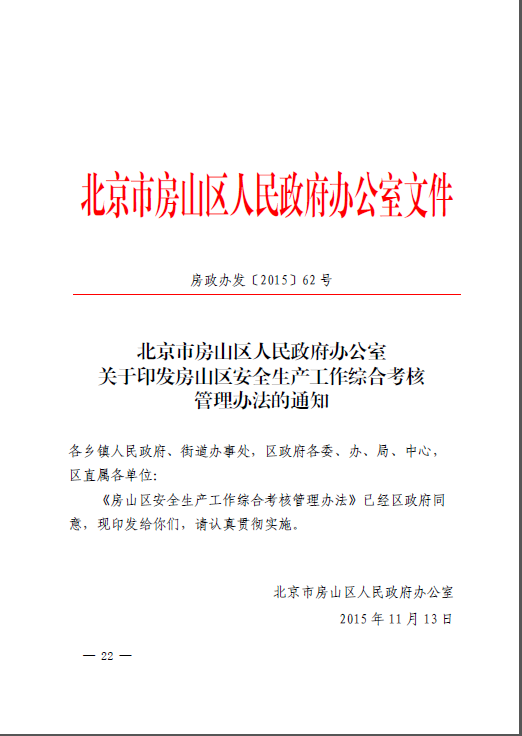 北京市房山区人民政府办公室文件
房政办发〔2015〕62号
北京市房山区人民政府办公室
关于印发房山区安全生产工作综合考核
管理办法的通知
各乡镇人民政府、街道办事处，区政府各委、办、局、中心，
区直属各单位：
《房山区安全生产工作综合考核管理办法》已经区政府同
意，现印发给你们，请认真贯彻实施。
北京市房山区人民政府办公室
2015年11月13日
— 22 —